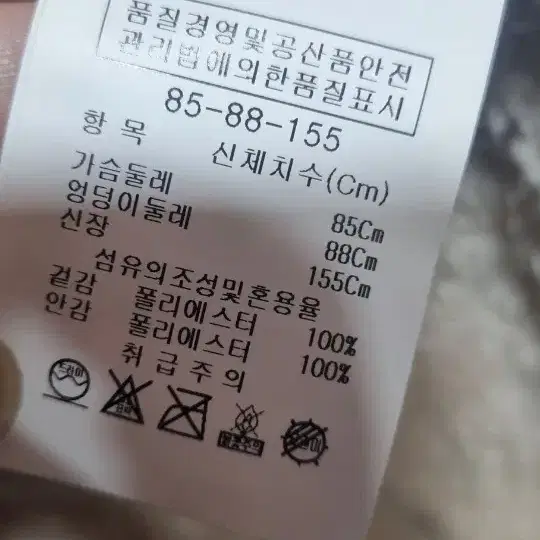 품질경영및공산품안전
관리법에의한품질표시
85-88-155
항 목 신체치수(Cm)
가슴둘레 85Cm
엉덩이둘레 88Cm
신장 155Cm
섬유의조성및혼용율
겉감 폴리에스터 100%
안감 폴리에스터 100%
취급주의
드라이